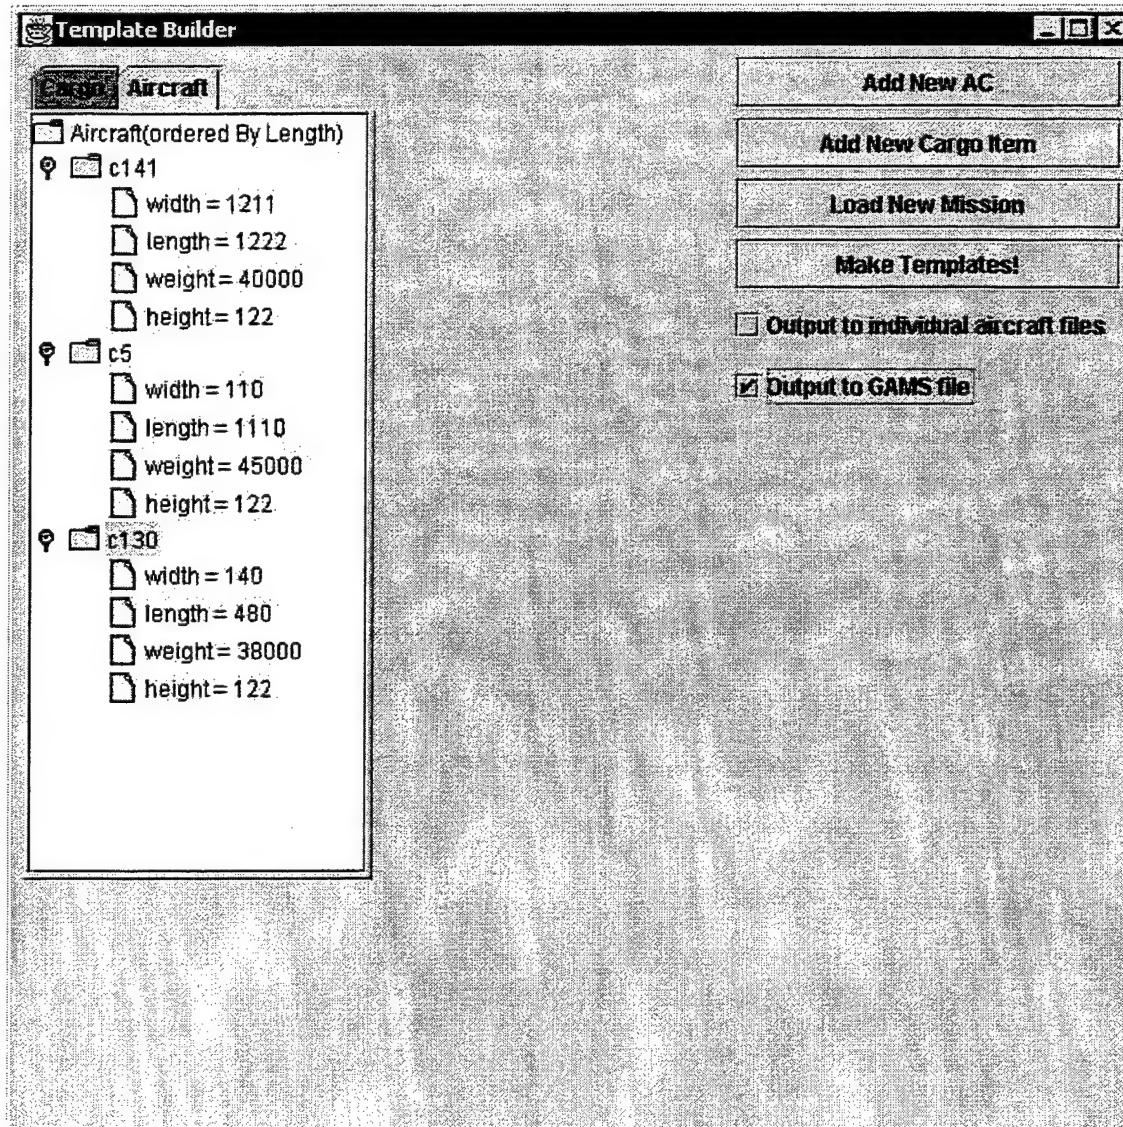 Template Builder
Cargo Aircraft
Aircraft(ordered By Length)
c141
width = 1211
length = 1222
weight = 40000
height = 122
c5
width = 110
length = 1110
weight = 45000
height = 122
c130
width = 140
length = 480
weight = 38000
height = 122
Add New AC
Add New Cargo Item
Load New Mission
Make Templates!
Output to individual aircraft files
Output to GAMS file